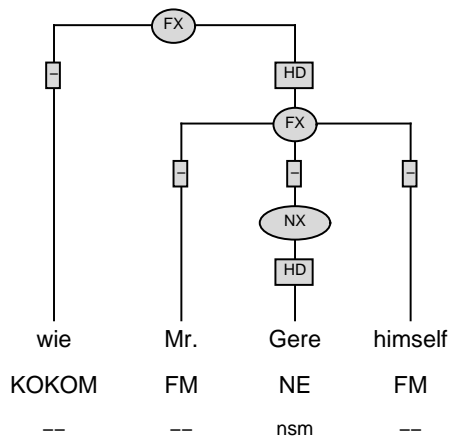 FX
– HD
FX
– – –
NX
HD
wie Mr. Gere himself
KOKOM FM NE FM
–– –– nsm ––